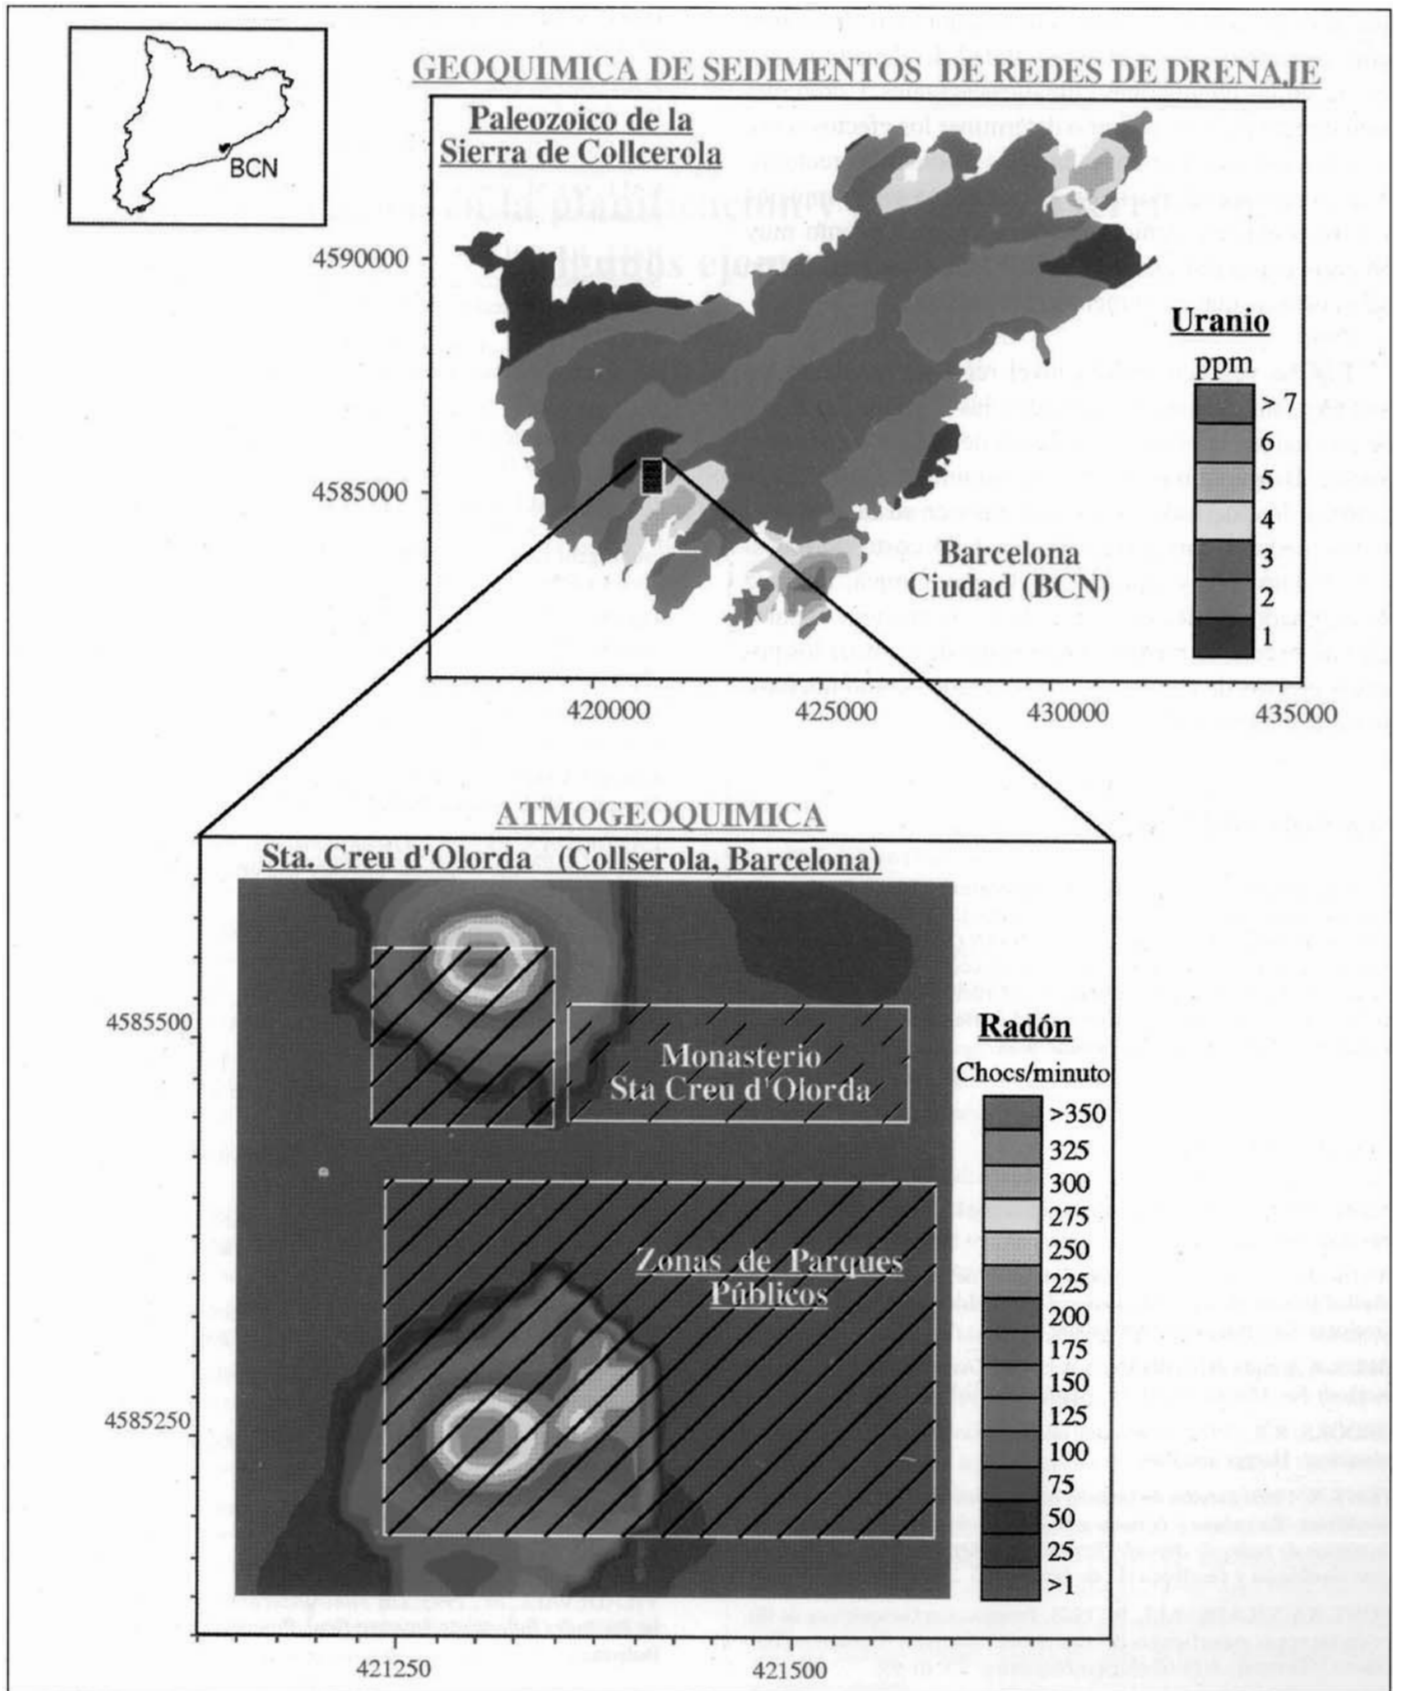 BCN
GEOQUIMICA DE SEDIMENTOS DE REDES DE DRENAJE
Paleozoico de la
Sierra de Collcerola
4590000
4585000
Uranio
ppm
> 7
6
5
4
3
2
1
Barcelona
Ciudad (BCN)
420000
425000
430000
435000
ATMOGEOQUIMICA
Sta. Creu d'Olorda (Collserola, Barcelona)
4585500
Monasterio
Sta Creu d'Olorda
Radón
Chocs/minuto
>350
325
300
275
250
225
200
175
150
125
100
75
50
25
>1
Zonas de Parques
Públicos
4585250
421250
421500